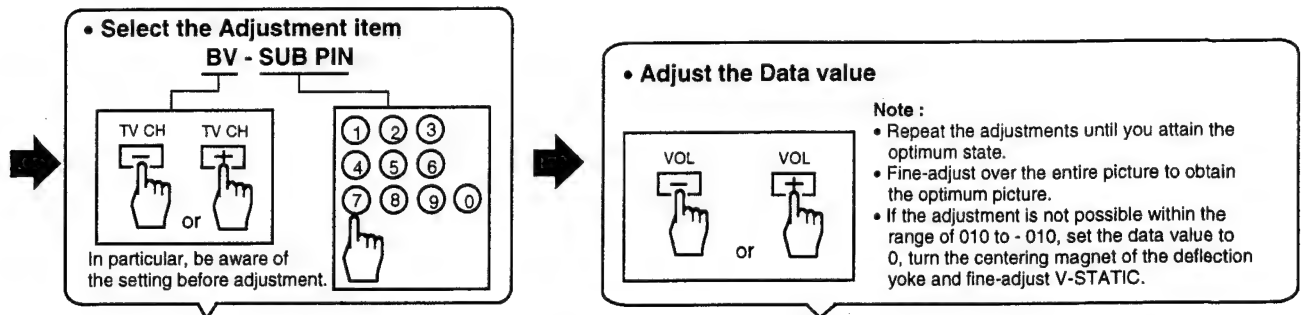 • Select the Adjustment item
BV - SUB PIN
TV CH TV CH
− +
or
1 2 3
4 5 6
7 8 9 0
In particular, be aware of
the setting before adjustment.
• Adjust the Data value
VOL VOL
− +
or
Note :
• Repeat the adjustments until you attain the
optimum state.
• Fine-adjust over the entire picture to obtain
the optimum picture.
• If the adjustment is not possible within the
range of 010 to - 010, set the data value to
0, turn the centering magnet of the deflection
yoke and fine-adjust V-STATIC.